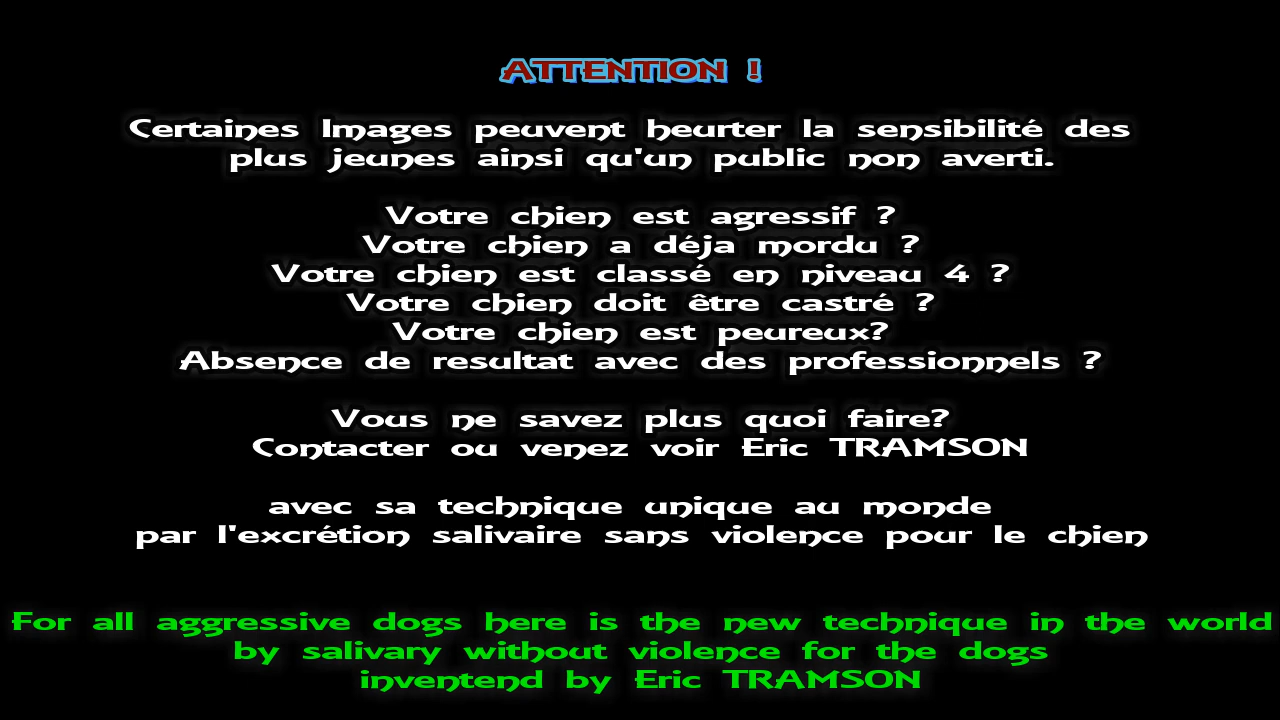 ATTENTION !
Certaines Images peuvent heurter la sensibilité des
plus jeunes ainsi qu'un public non averti.
Votre chien est agressif ?
Votre chien a déja mordu ?
Votre chien est classé en niveau 4 ?
Votre chien doit être castré ?
Votre chien est peureux?
Absence de resultat avec des professionnels ?
Vous ne savez plus quoi faire?
Contacter ou venez voir Eric TRAMSON
avec sa technique unique au monde
par l'excrétion salivaire sans violence pour le chien
For all aggressive dogs here is the new technique in the world
by salivary without violence for the dogs
inventend by Eric TRAMSON